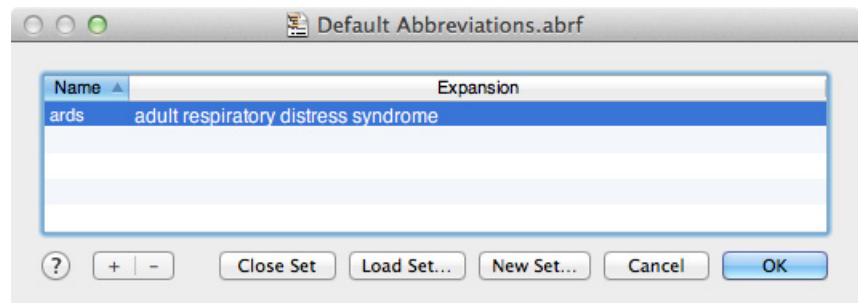 Default Abbreviations.abrf
Name Expansion
ards adult respiratory distress syndrome
? + - Close Set Load Set... New Set... Cancel OK